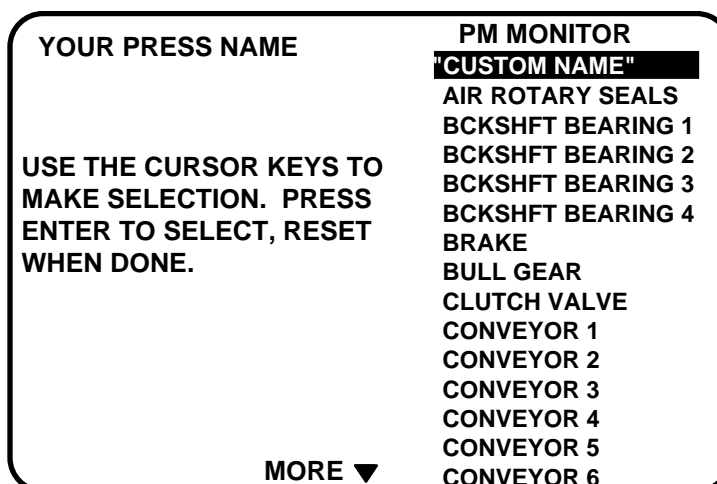 YOUR PRESS NAME
USE THE CURSOR KEYS TO
MAKE SELECTION. PRESS
ENTER TO SELECT, RESET
WHEN DONE.
MORE
PM MONITOR
"CUSTOM NAME"
AIR ROTARY SEALS
BCKSHFT BEARING 1
BCKSHFT BEARING 2
BCKSHFT BEARING 3
BCKSHFT BEARING 4
BRAKE
BULL GEAR
CLUTCH VALVE
CONVEYOR 1
CONVEYOR 2
CONVEYOR 3
CONVEYOR 4
CONVEYOR 5
CONVEYOR 6